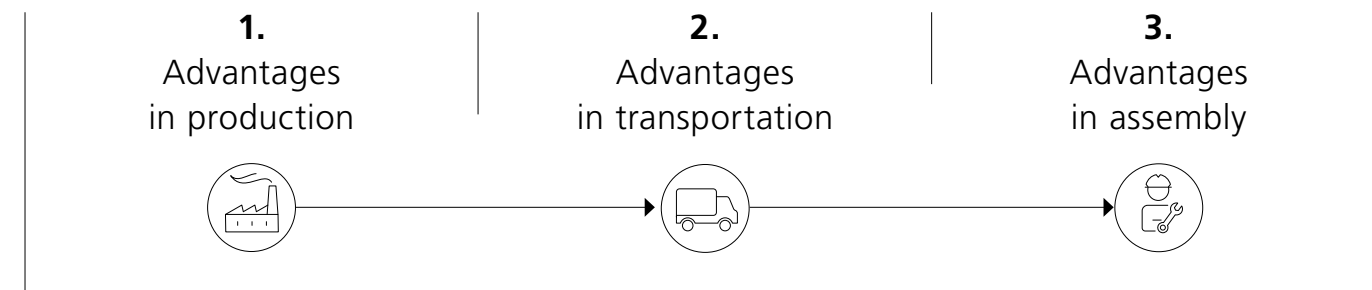 1.
Advantages
in production
2.
Advantages
in transportation
3.
Advantages
in assembly